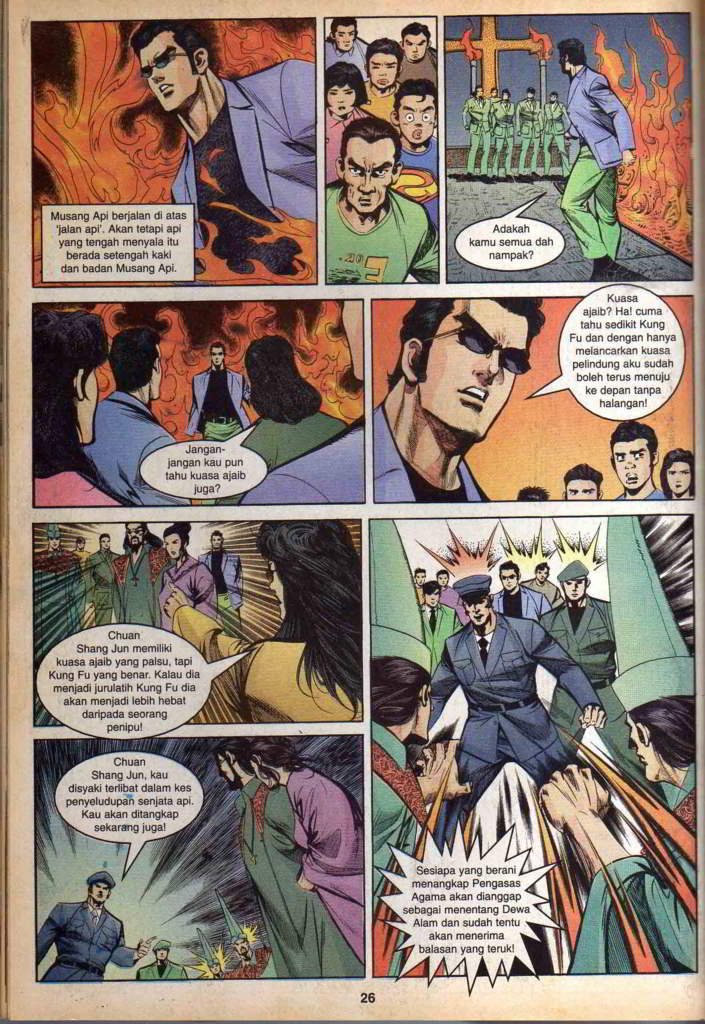 Musang Api berjalan di atas
'jalan api'. Akan tetapi api
yang tengah menyala itu
berada setengah kaki
dan badan Musang Api.
Adakah
kamu semua dah
nampak?
Jangan-
jangan kau pun
tahu kuasa ajaib
juga?
Kuasa
ajaib? Ha! cuma
tahu sedikit Kung
Fu dan dengan hanya
melancarkan kuasa
pelindung aku sudah
boleh terus menuju
ke depan tanpa
halangan!
Chuan
Shang Jun memiliki
kuasa ajaib yang palsu, tapi
Kung Fu yang benar. Kalau dia
menjadi jurulatih Kung Fu dia
akan menjadi lebih hebat
daripada seorang
penipu!
Chuan
Shang Jun, kau
disyaki terlibat dalam kes
penyeludupan senjata api.
Kau akan ditangkap
sekarang juga!
Sesiapa yang berani
menangkap Pengasas
Agama akan dianggap
sebagai menentang Dewa
Alam dan sudah tentu
akan menerima
balasan yang teruk!
26